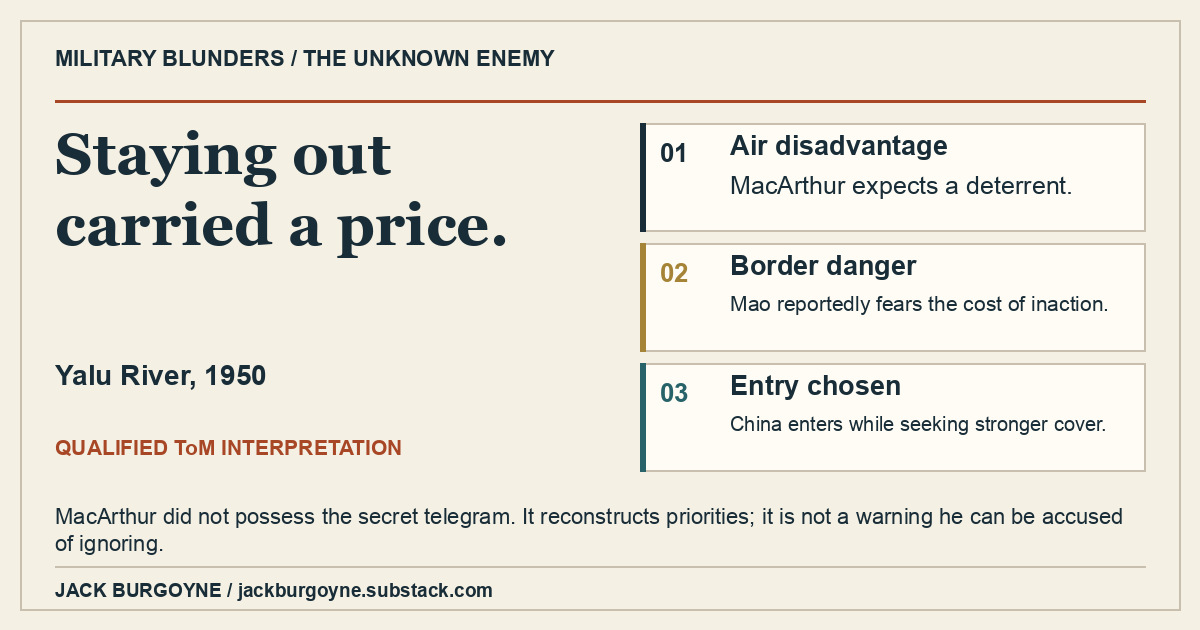 MILITARY BLUNDERS / THE UNKNOWN ENEMY
Staying out
carried a price.
Yalu River, 1950
QUALIFIED ToM INTERPRETATION
01
Air disadvantage
MacArthur expects a deterrent.
02
Border danger
Mao reportedly fears the cost of inaction.
03
Entry chosen
China enters while seeking stronger cover.
MacArthur did not possess the secret telegram. It reconstructs priorities; it is not a warning he can be accused
of ignoring.
JACK BURGOYNE / jackburgoyne.substack.com